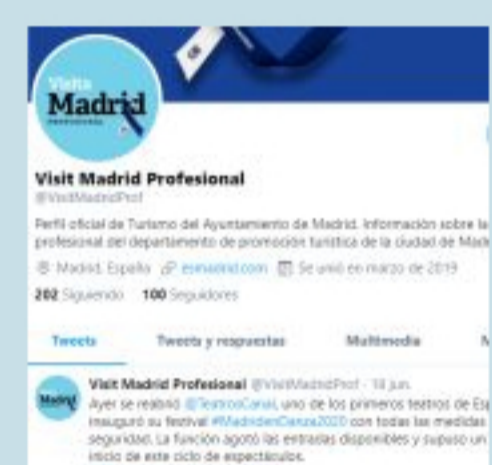 Visita
Madrid
PROFESIONAL
Visit Madrid Profesional
@VisitMadridProf
Perfil oficial de Turismo del Ayuntamiento de Madrid. Información sobre la
profesional del departamento de promoción turística de la ciudad de Madr
Madrid, España esmadrid.com Se unió en marzo de 2019
202 Siguiendo 100 Seguidores
Tweets Tweets y respuestas Multimedia M
Madrid
Visit Madrid Profesional @VisitMadridProf · 18 jun.
Ayer se reabrió @TeatrosCanal, uno de los primeros teatros de Esp
inauguró su festival #MadridenDanza2020 con todas las medidas
seguridad. La función agotó las entradas disponibles y supuso un
inicio de este ciclo de espectáculos.